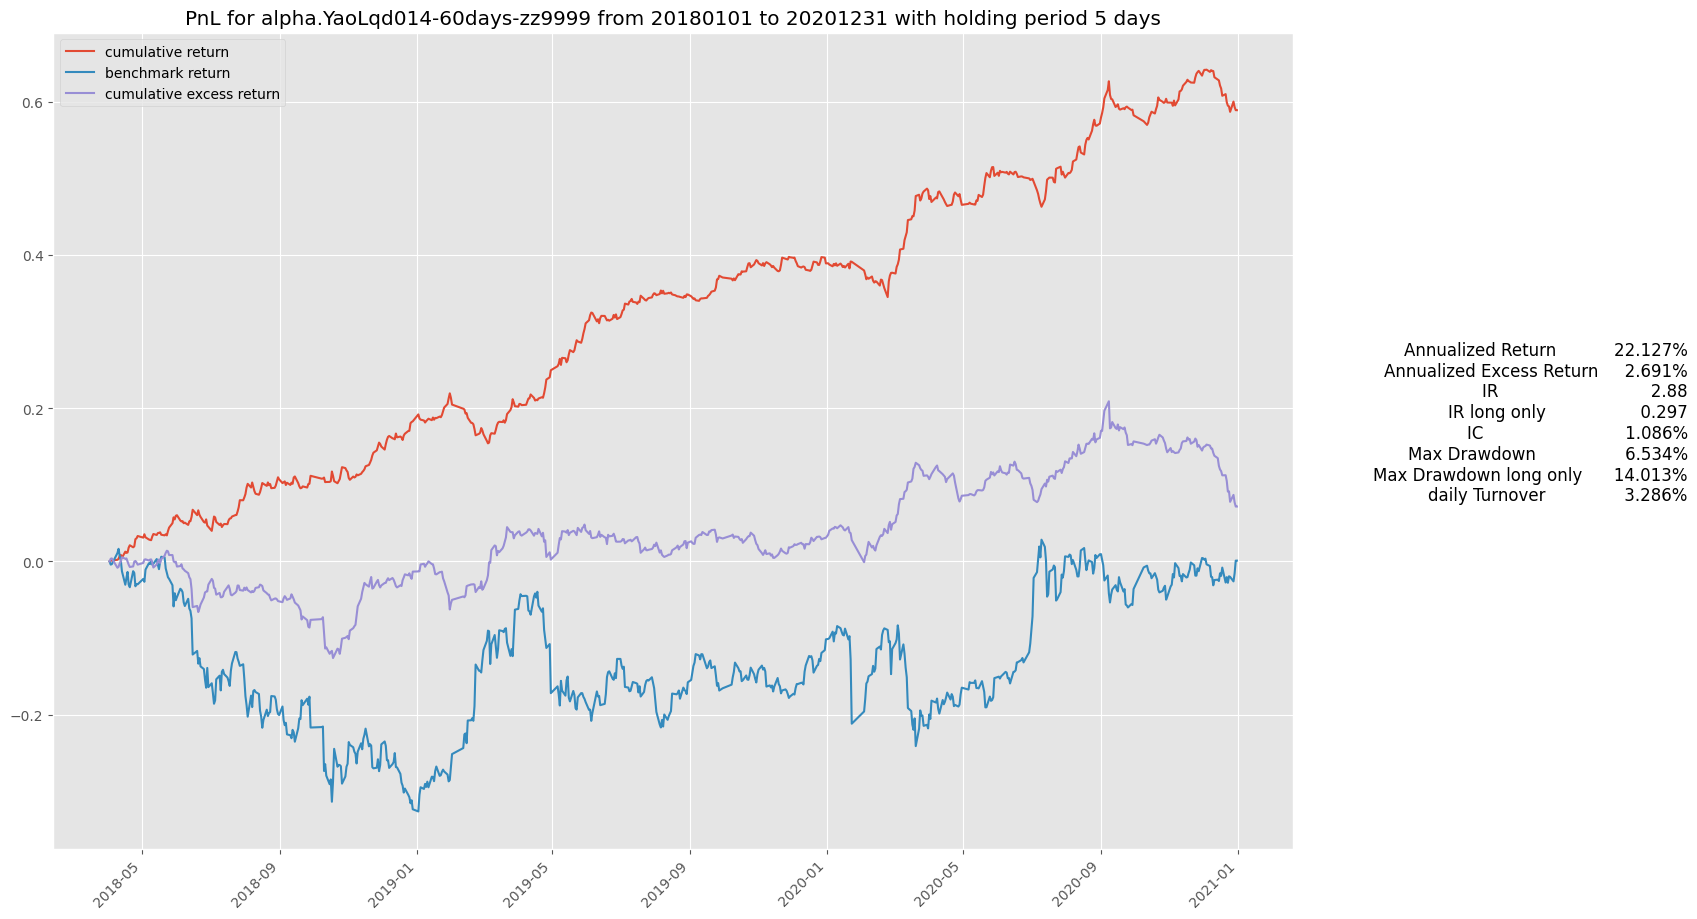 PnL for alpha.YaoLqd014-60days-zz9999 from 20180101 to 20201231 with holding period 5 days
cumulative return
benchmark return
cumulative excess return
0.6
0.4
0.2
0.0
−0.2
2018-05
2018-09
2019-01
2019-05
2019-09
2020-01
2020-05
2020-09
2021-01
Annualized Return 22.127%
Annualized Excess Return 2.691%
IR 2.88
IR long only 0.297
IC 1.086%
Max Drawdown 6.534%
Max Drawdown long only 14.013%
daily Turnover 3.286%